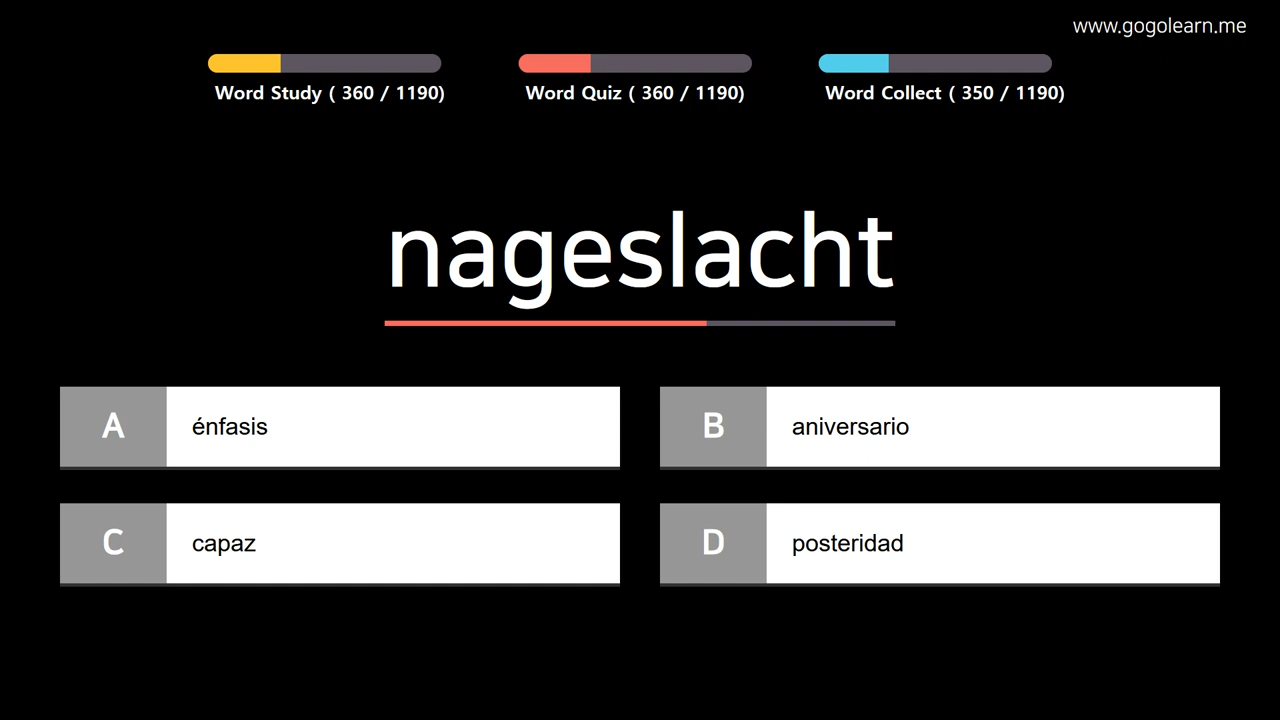 www.gogolearn.me
Word Study ( 360 / 1190)
Word Quiz ( 360 / 1190)
Word Collect ( 350 / 1190)
nageslacht
A énfasis
B aniversario
C capaz
D posteridad